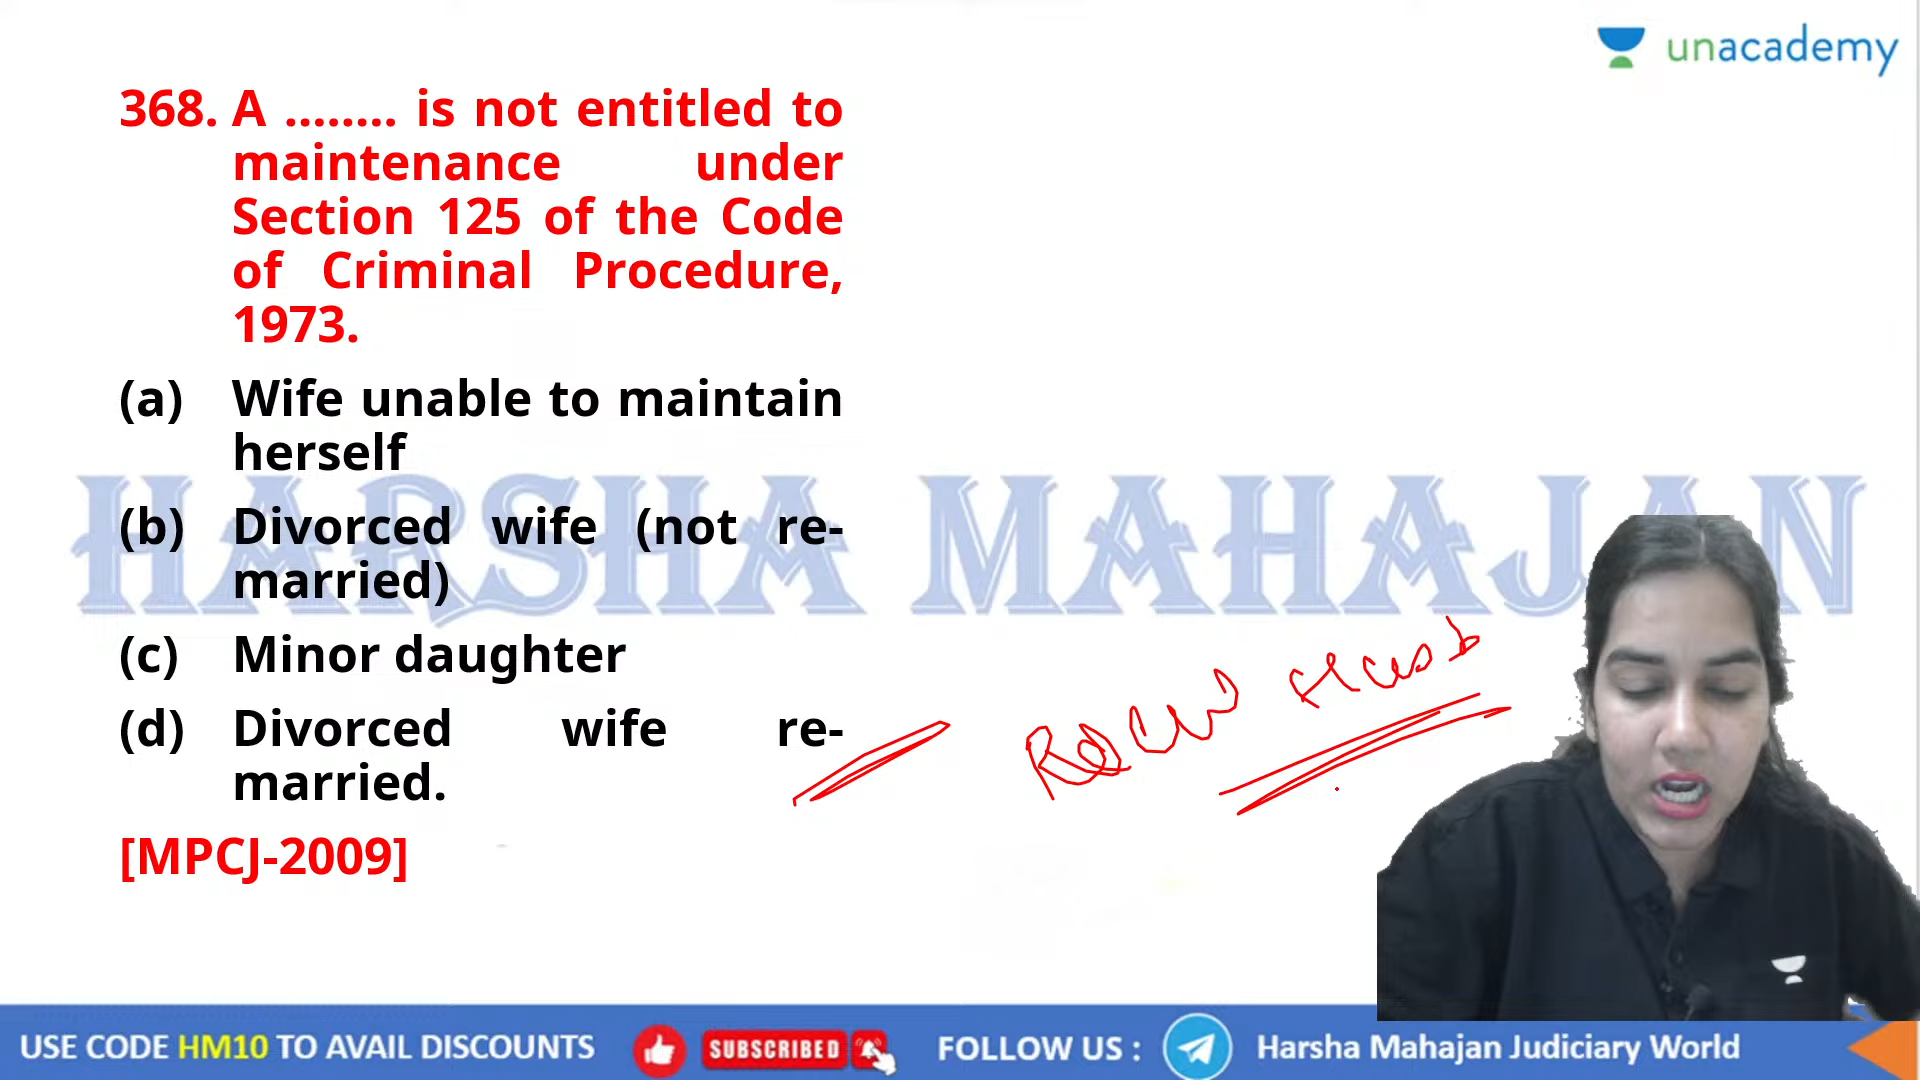 unacademy
368. A ........ is not entitled to
maintenance under
Section 125 of the Code
of Criminal Procedure,
1973.
(a) Wife unable to maintain
herself
(b) Divorced wife (not re-
married)
(c) Minor daughter
(d) Divorced wife re-
married.
[MPCJ-2009]
HARSHA MAHAJAN
USE CODE HM10 TO AVAIL DISCOUNTS
SUBSCRIBED
FOLLOW US :
Harsha Mahajan Judiciary World